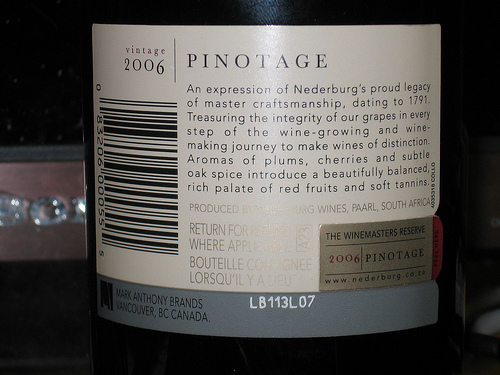 vintage
2006
PINOTAGE
An expression of Nederburg's proud legacy
of master craftsmanship, dating to 1791.
Treasuring the integrity of our grapes in every
step of the wine-growing and wine-
making journey to make wines of distinction.
Aromas of plums, cherries and subtle
oak spice introduce a beautifully balanced,
rich palate of red fruits and soft tannins.
PRODUCED BY WINES, PAARL, SOUTH AFRICA
RETURN FOR
WHERE
BOUTEILLE
LORSQU'IL Y A LIEU
A73
THE WINEMASTERS RESERVE
2006 PINOTAGE
www.nederburg.co.za
MARK ANTHONY BRANDS
VANCOUVER, BC CANADA.
LB113L07